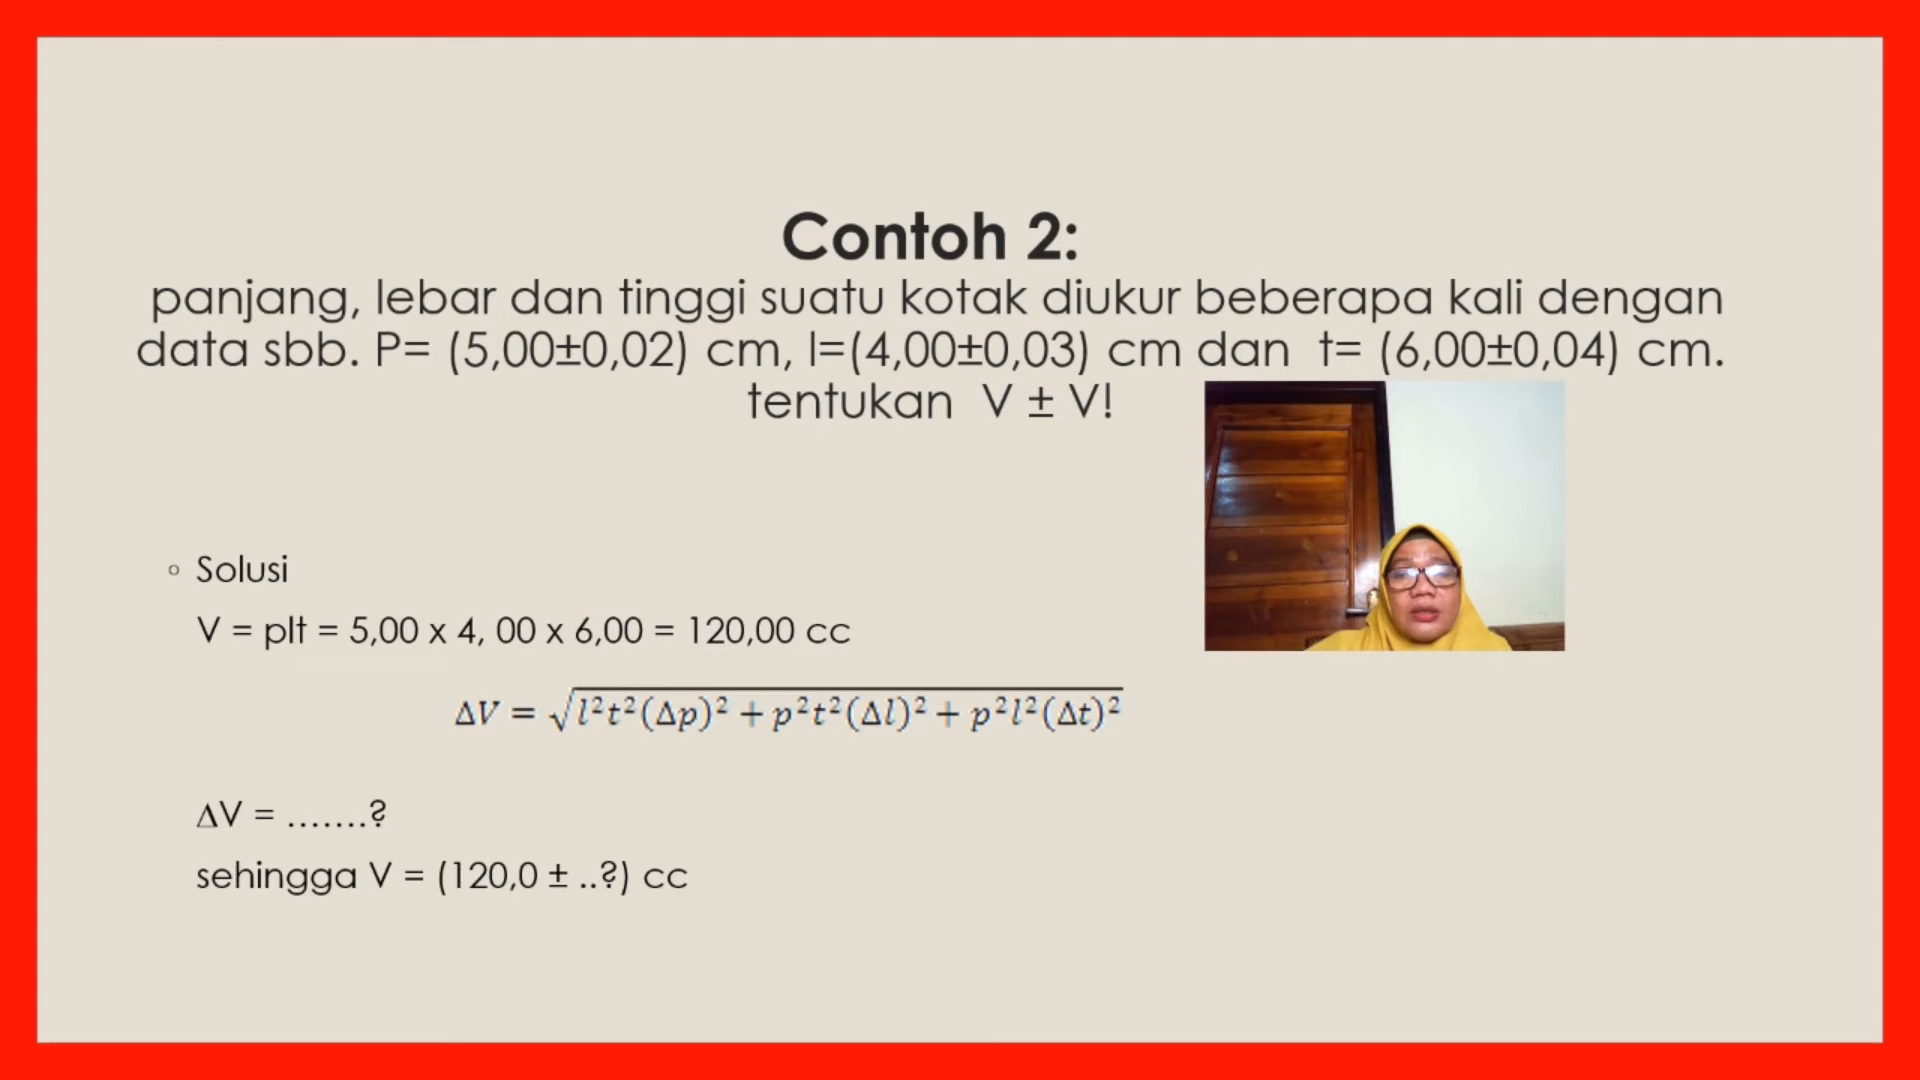 Contoh 2:
panjang, lebar dan tinggi suatu kotak diukur beberapa kali dengan
data sbb. P= (5,00±0,02) cm, l=(4,00±0,03) cm dan t= (6,00±0,04) cm.
tentukan V ± V!
◦ Solusi
V = plt = 5,00 x 4, 00 x 6,00 = 120,00 cc
ΔV = √l²t²(Δp)² + p²t²(Δl)² + p²l²(Δt)²
ΔV = .......?
sehingga V = (120,0 ± ..?) cc